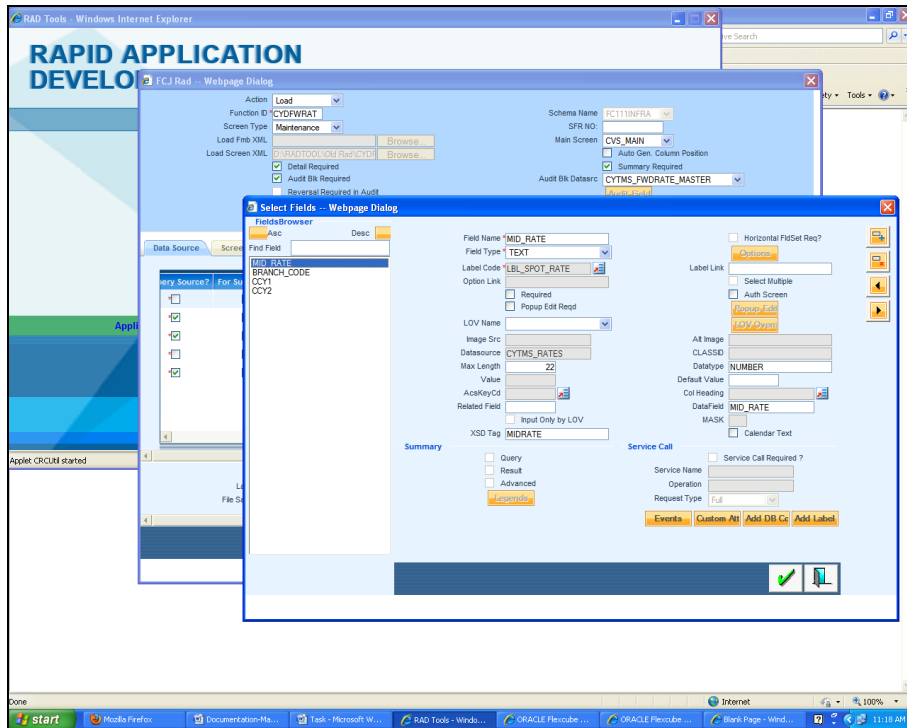 RAD Tools - Windows Internet Explorer
ve Search
RAPID APPLICATION
DEVELO
ety Tools
FCJ Rad -- Webpage Dialog
Action Load
Function ID *CYDFWRAT
Schema Name FC111INFRA
Screen Type Maintenance
SFR NO:
Load Fmb XML Browse...
Main Screen CVS_MAIN
Load Screen XML D:\RADTOOL\Old Rad\CYDF Browse...
Auto Gen. Column Position
Detail Required
Summary Required
Audit Blk Required
Audit Blk Datasrc CYTMS_FWDRATE_MASTER
Reversal Required in Audit
Audit Field
Select Fields -- Webpage Dialog
FieldsBrowser
Asc Desc
Data Source Scree
Find Field
Field Name *MID_RATE
Horizontal FldSet Req?
Field Type *TEXT
Options
MID_RATE
BRANCH_CODE
CCY1
CCY2
Label Code *LBL_SPOT_RATE
Label Link
ery Source? For Su
Option Link
Select Multiple
Required
Auth Screen
Popup Edit Reqd
Popup Edit
Appli
LOV Name
LOV Ovprn
Image Src
Alt Image
Datasource CYTMS_RATES
CLASSID
Max Length 22
Datatype NUMBER
Value
Default Value
AcsKeyCd
Col Heading
Related Field
DataField MID_RATE
Input Only by LOV
MASK
XSD Tag MIDRATE
Calendar Text
Summary
Service Call
Query
Service Call Required ?
Applet CRCUtil started
Result
Service Name
Advanced
Operation
La
Legends
Request Type Full
File Sc
Events Custom Att Add DB Cc Add Label
Done
Internet
100%
start
Mozilla Firefox
Documentation-Ma...
Task - Microsoft W...
RAD Tools - Windo...
ORACLE Flexcube ...
ORACLE Flexcube ...
Blank Page - Wind...
11:18 AM